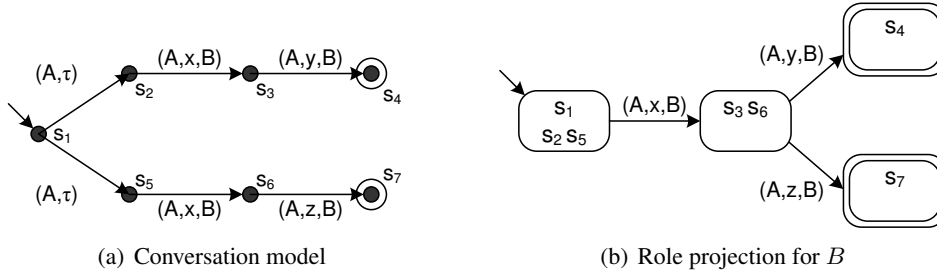 (A,τ)
(A,x,B)
(A,y,B)
s2
s3
s4
s1
(A,τ)
s5
s6
s7
(A,x,B)
(A,z,B)
(a) Conversation model
s4
(A,y,B)
s1
s2 s5
(A,x,B)
s3 s6
s7
(A,z,B)
(b) Role projection for B